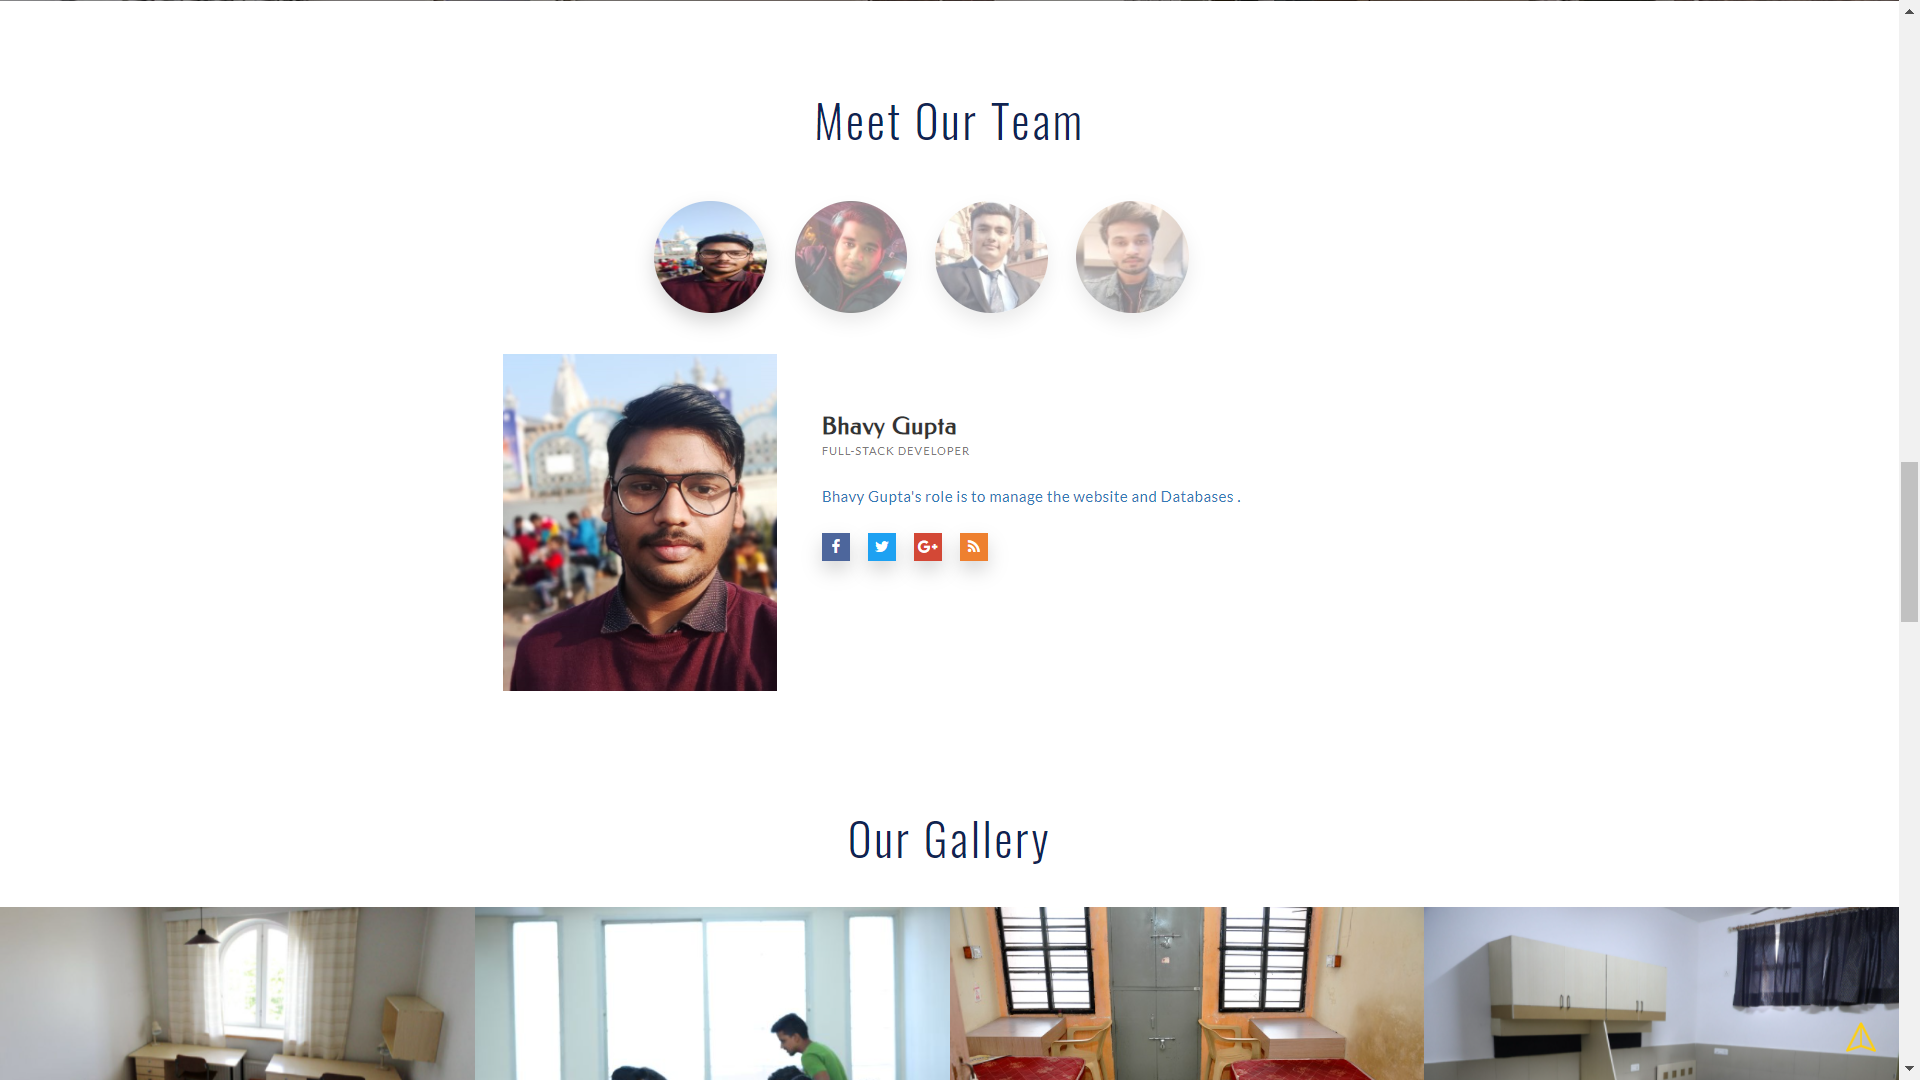 Meet Our Team
Bhavy Gupta
FULL-STACK DEVELOPER
Bhavy Gupta's role is to manage the website and Databases .
Our Gallery